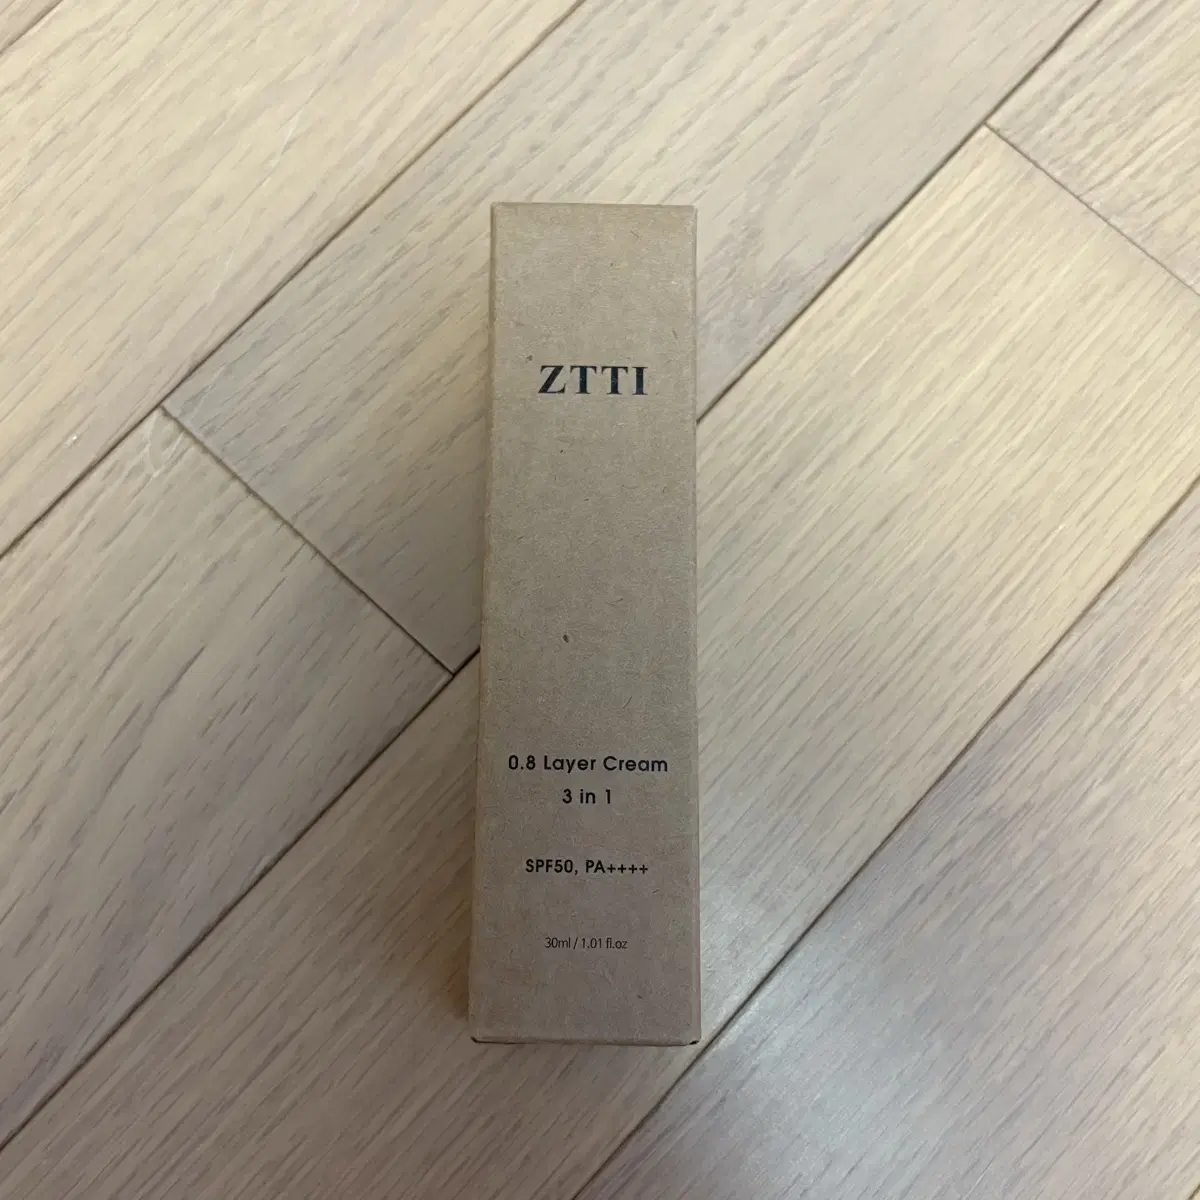 ZTTI
0.8 Layer Cream
3 in 1
SPF50, PA++++
30ml / 1.01 fl.oz